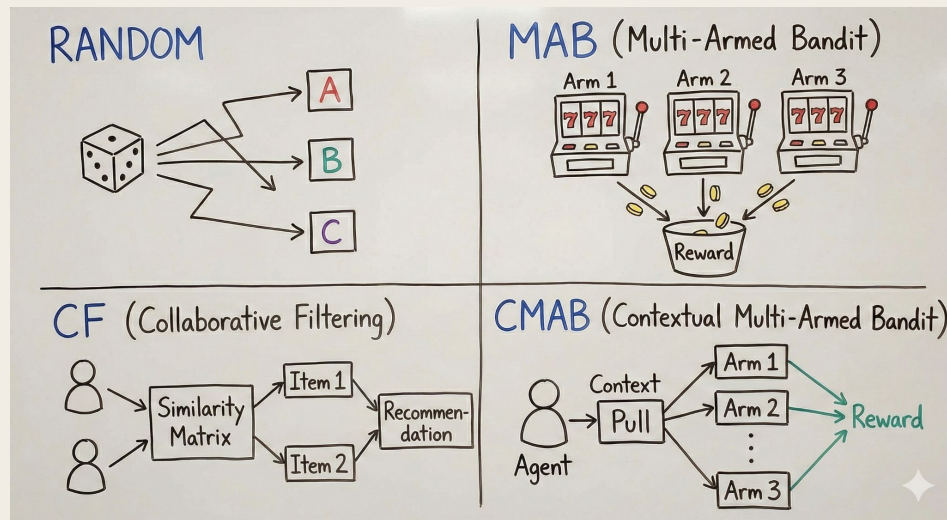 RANDOM
A
B
C
MAB (Multi-Armed Bandit)
Arm 1 Arm 2 Arm 3
777 777 777
Reward
CF (Collaborative Filtering)
Similarity
Matrix
Item 1
Item 2
Recommen-
dation
CMAB (Contextual Multi-Armed Bandit)
Agent
Context
Pull
Arm 1
Arm 2
Arm 3
Reward